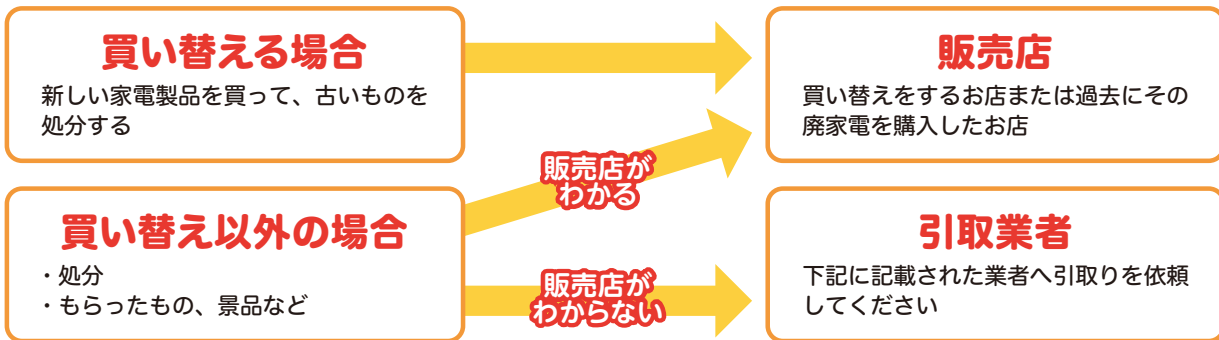 買い替える場合
新しい家電製品を買って、古いものを
処分する
販売店
買い替えをするお店または過去にその
廃家電を購入したお店
販売店が
わかる
買い替え以外の場合
・処分
・もらったもの、景品など
販売店が
わからない
引取業者
下記に記載された業者へ引取りを依頼
してください